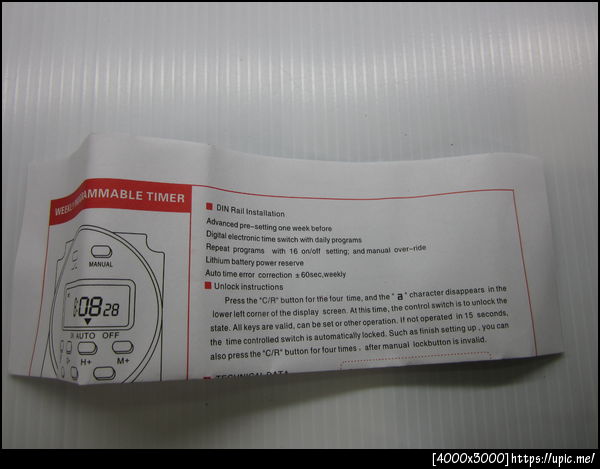 WEEKLY PROGRAMMABLE TIMER
MANUAL
08 28
AUTO OFF
H+ M+
DIN Rail Installation
Advanced pre-setting one week before
Digital electronic time switch with daily programs
Repeat programs with 16 on/off setting; and manual over-ride
Lithium battery power reserve
Auto time error correction ±60sec,weekly
Unlock instructions
Press the "C/R" button for the four time, and the "a" character disappears in the
lower left corner of the display screen. At this time, the control switch is to unlock the
state. All keys are valid, can be set or other operation. If not operated in 15 seconds,
the time controlled switch is automatically locked. Such as finish setting up, you can
also press the "C/R" button for four times, after manual lockbutton is invalid.
TECHNICAL DATA
[4000x3000]https://upic.me/